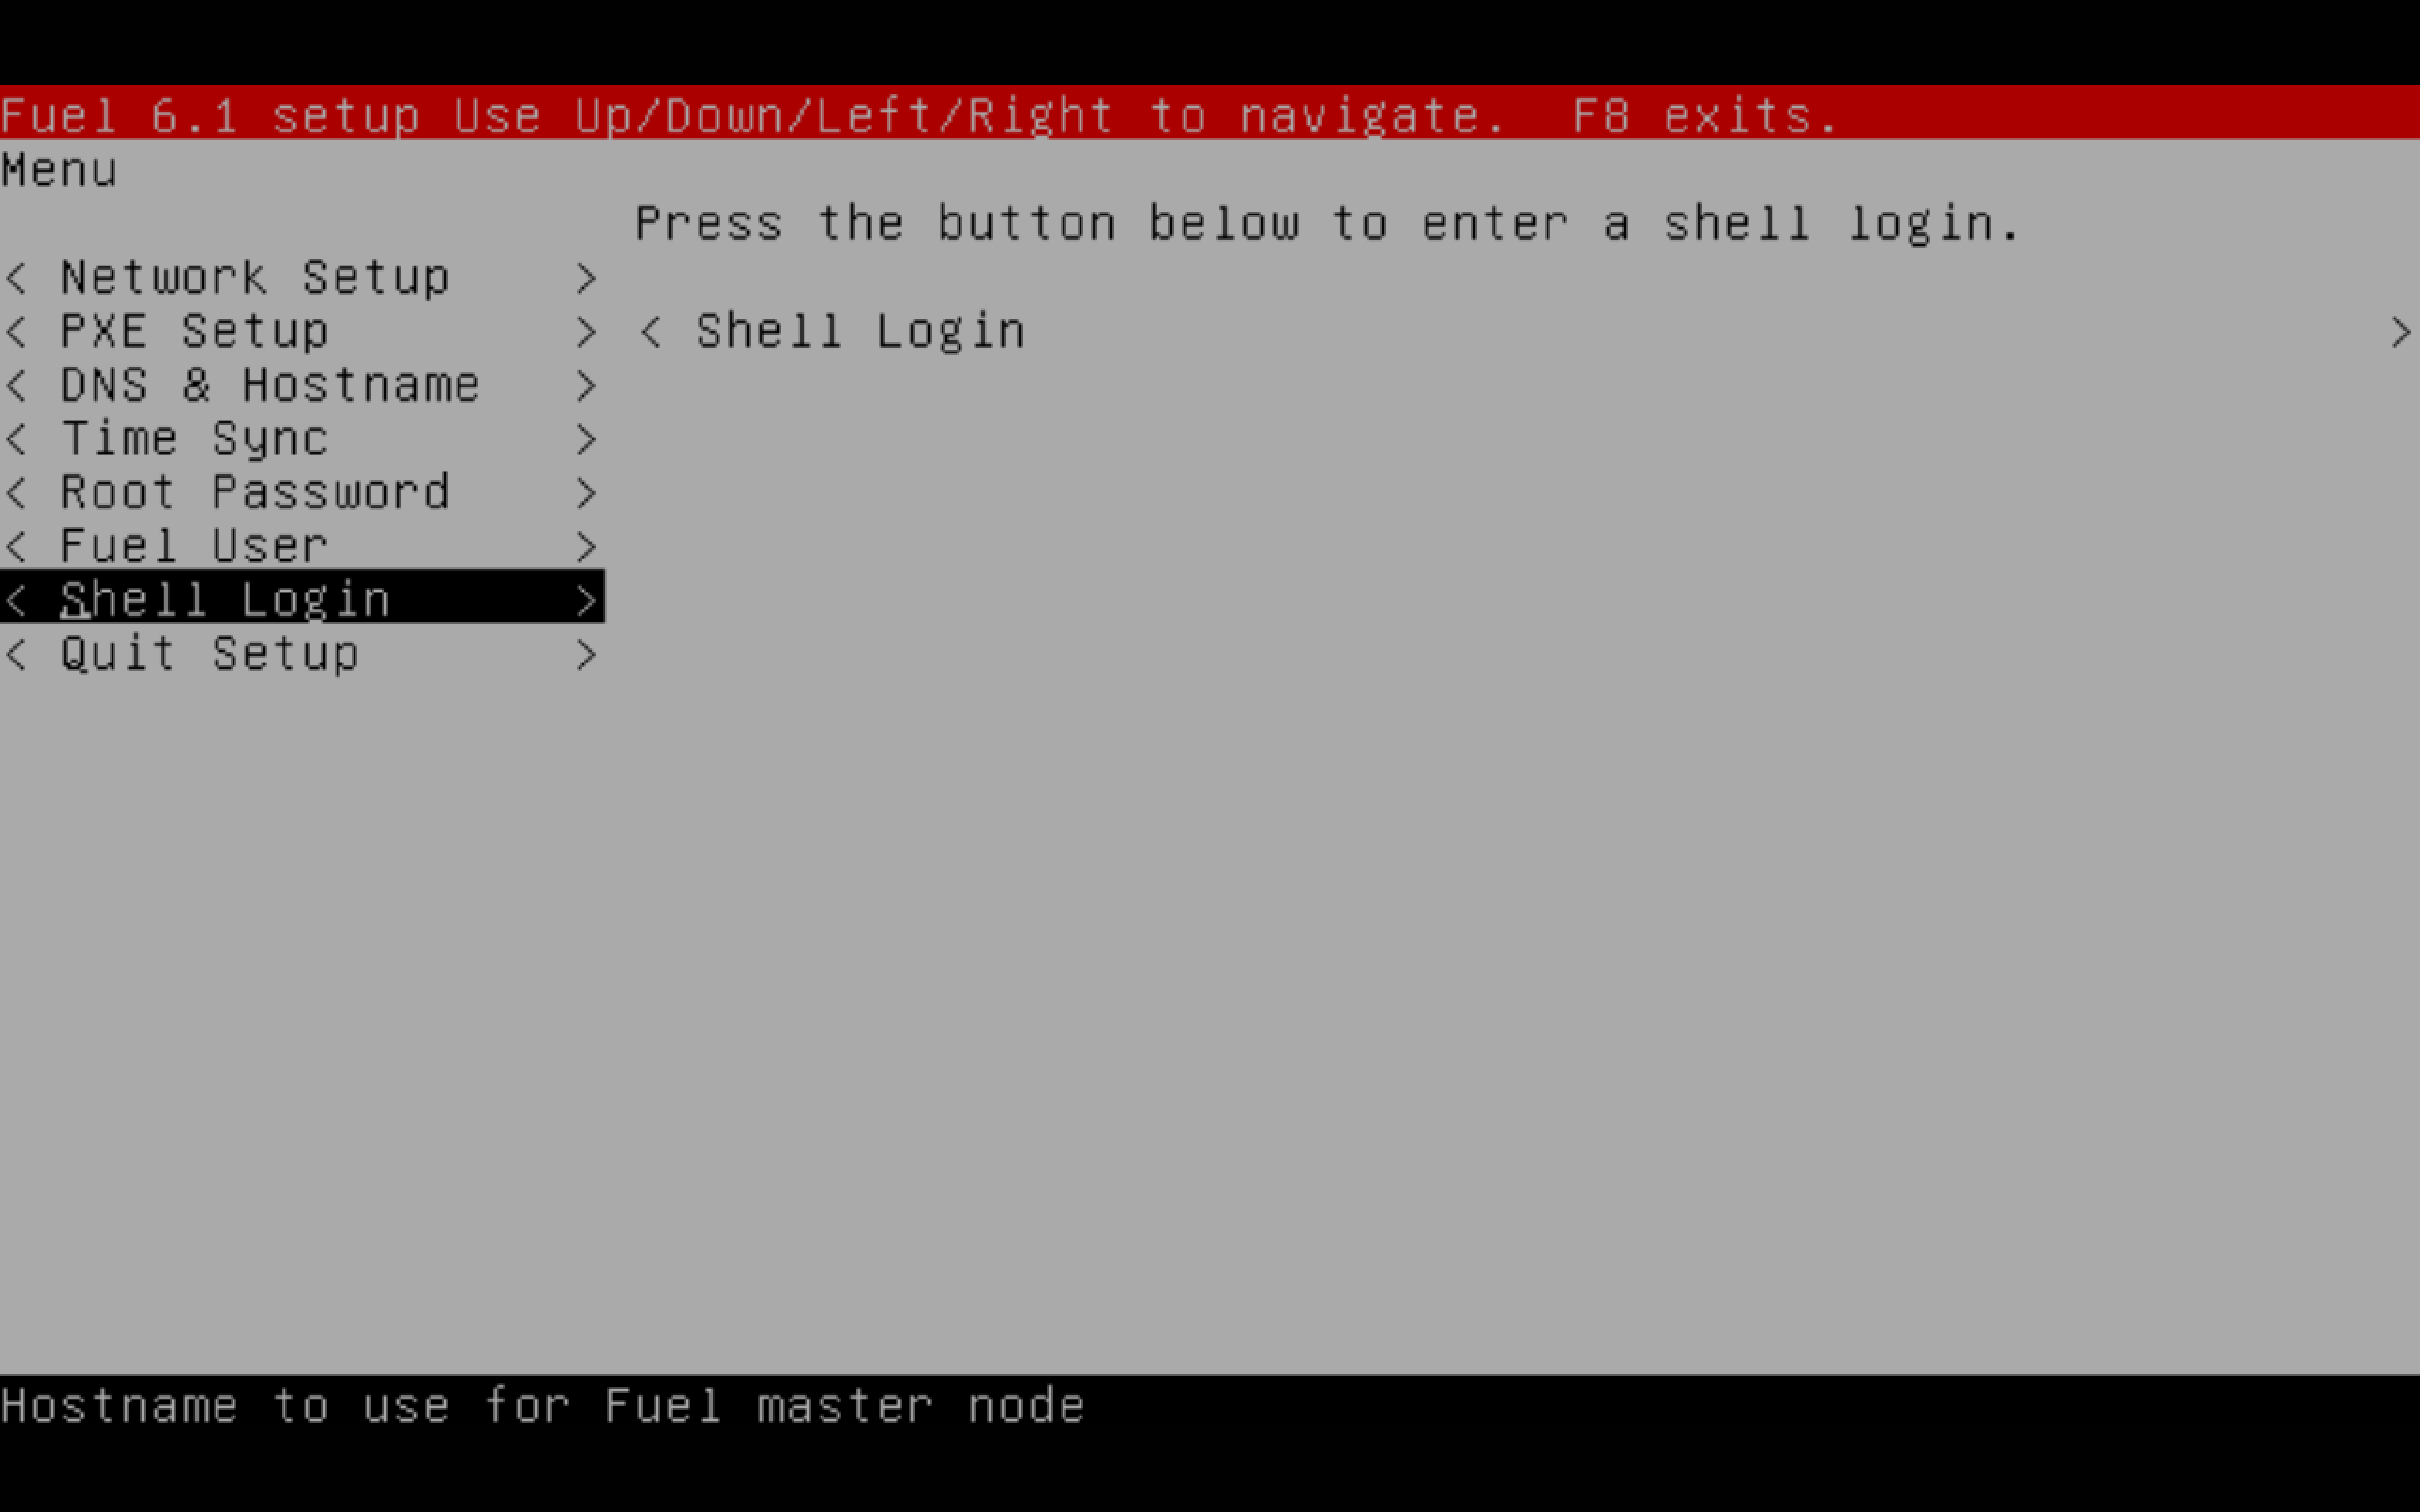 Fuel 6.1 setup Use Up/Down/Left/Right to navigate.  F8 exits.
Menu
Press the button below to enter a shell login.
< Network Setup >
< PXE Setup > < Shell Login >
< DNS & Hostname >
< Time Sync >
< Root Password >
< Fuel User >
< Shell Login >
< Quit Setup >
Hostname to use for Fuel master node